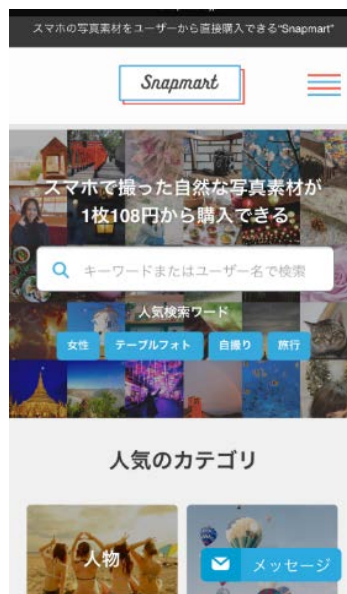 スマホの写真素材をユーザーから直接購入できる"Snapmart"
Snapmart
スマホで撮った自然な写真素材が
1枚108円から購入できる
キーワードまたはユーザー名で検索
人気検索ワード
女性 テーブルフォト 自撮り 旅行
人気のカテゴリ
人物
メッセージ